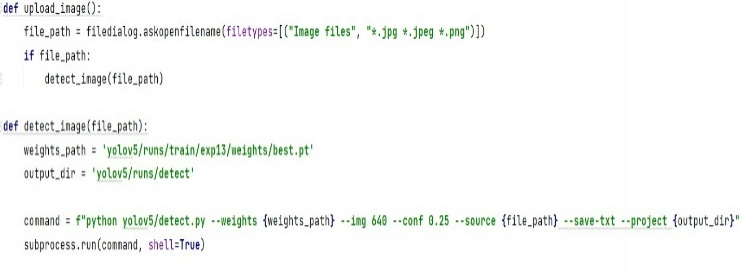 def upload_image():
    file_path = filedialog.askopenfilename(filetypes=[("Image files", "*.jpg *.jpeg *.png")])
    if file_path:
        detect_image(file_path)

def detect_image(file_path):
    weights_path = 'yolov5/runs/train/exp13/weights/best.pt'
    output_dir = 'yolov5/runs/detect'

    command = f"python yolov5/detect.py --weights {weights_path} --img 640 --conf 0.25 --source {file_path} --save-txt --project {output_dir}"
    subprocess.run(command, shell=True)